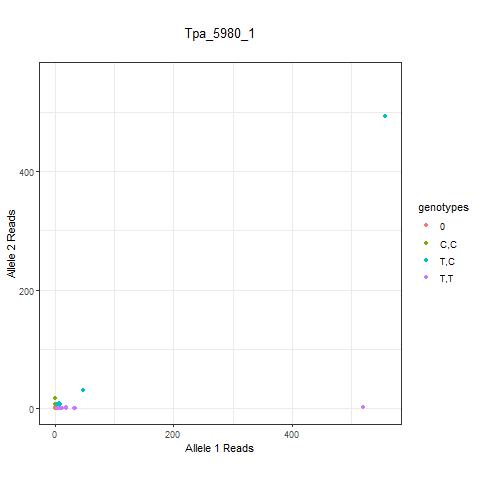 Tpa_5980_1
Allele 2 Reads
400
200
0
0
200
400
Allele 1 Reads
genotypes
0
C,C
T,C
T,T